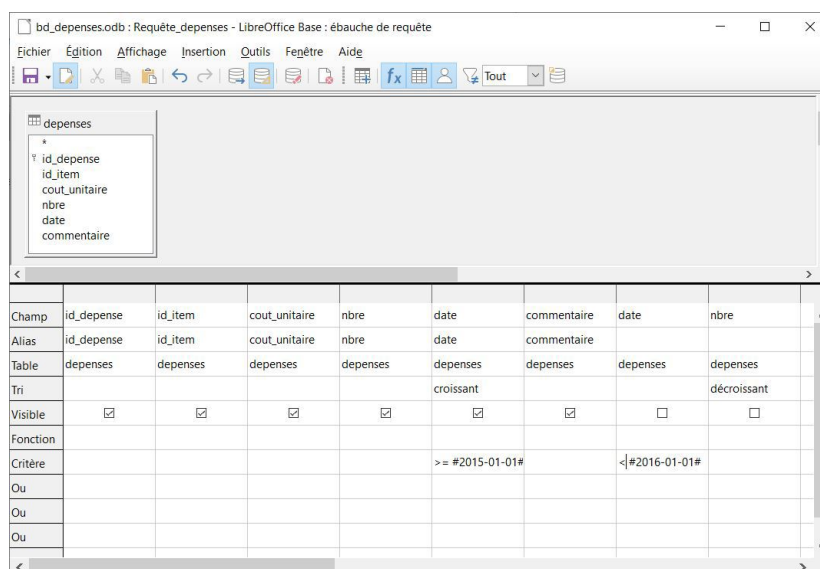 bd_depenses.odb : Requête_depenses - LibreOffice Base : ébauche de requête
Fichier Édition Affichage Insertion Outils Fenêtre Aide
fx Tout
depenses
*
id_depense
id_item
cout_unitaire
nbre
date
commentaire
Champ id_depense id_item cout_unitaire nbre date commentaire date nbre
Alias id_depense id_item cout_unitaire nbre date commentaire
Table depenses depenses depenses depenses depenses depenses depenses depenses
Tri croissant décroissant
Visible
Fonction
Critère >= #2015-01-01# < #2016-01-01#
Ou
Ou
Ou